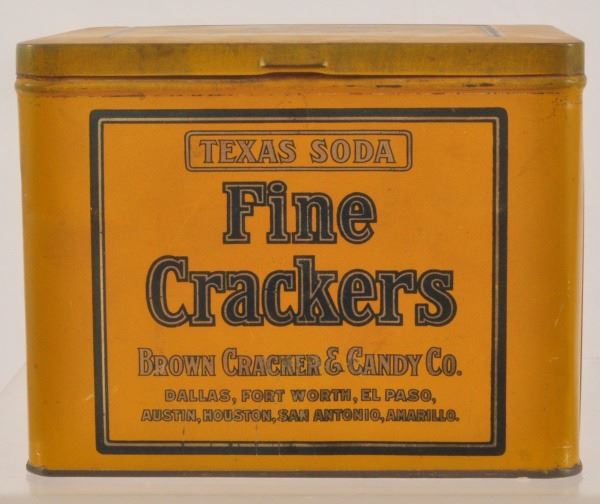 TEXAS SODA
Fine
Crackers
BROWN CRACKER & CANDY CO.
DALLAS, FORT WORTH, EL PASO,
AUSTIN, HOUSTON, SAN ANTONIO, AMARILLO.